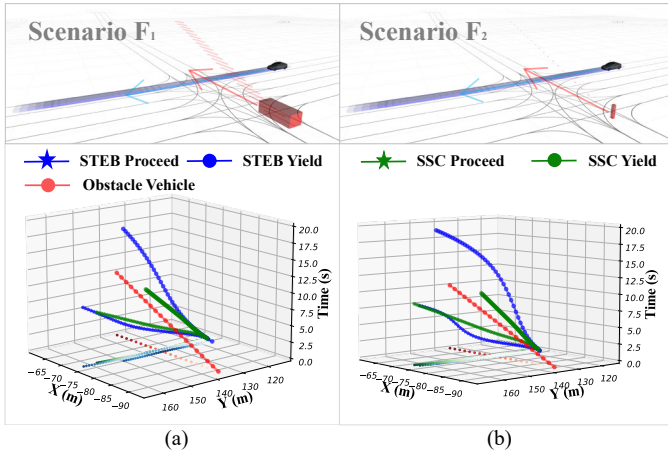 Scenario F1
Scenario F2
STEB Proceed
STEB Yield
SSC Proceed
SSC Yield
Obstacle Vehicle
20.0
17.5
15.0
12.5
10.0
7.5
5.0
2.5
0.0
Time (s)
−65
−70
−75
−80
−85
−90
X (m)
160
150
140
130
120
Y (m)
20.0
17.5
15.0
12.5
10.0
7.5
5.0
2.5
0.0
Time (s)
−65
−70
−75
−80
−85
−90
X (m)
160
150
140
130
120
Y (m)
(a)
(b)